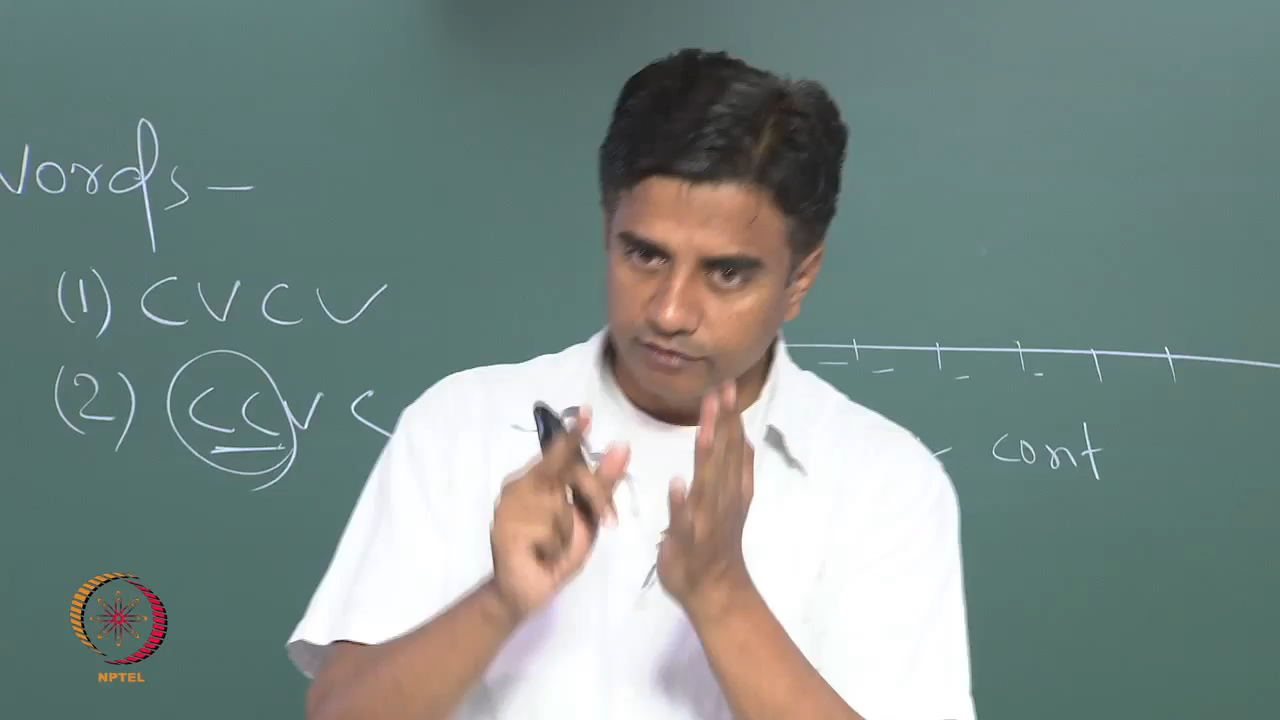 words –
(1) CVCV
(2) CCVC
cont
NPTEL